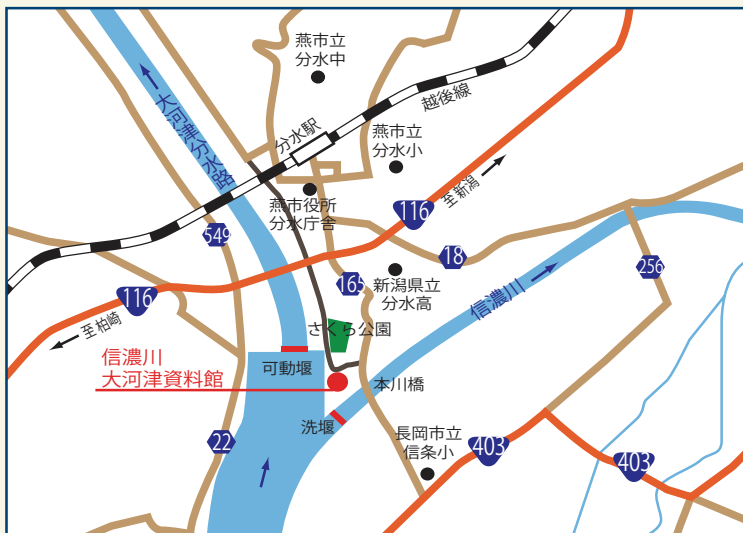 燕市立
分水中
大河津分水路
越後線
分水駅
燕市立
分水小
燕市役所
分水庁舎
至新潟
116
549
18
256
165
新潟県立
分水高
信濃川
116
至柏崎
さくら公園
信濃川
大河津資料館
可動堰
本川橋
洗堰
長岡市立
信条小
22
403
403